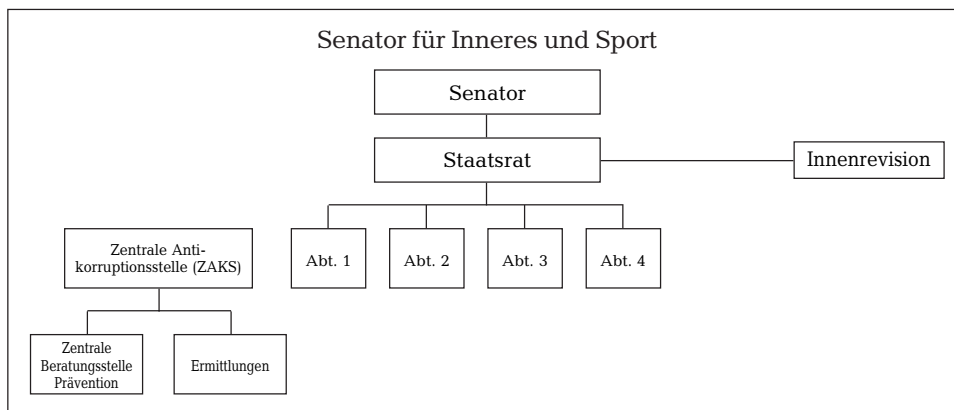 Senator für Inneres und Sport
Senator
Staatsrat
Innenrevision
Zentrale Anti-
korruptionsstelle (ZAKS)
Abt. 1
Abt. 2
Abt. 3
Abt. 4
Zentrale
Beratungsstelle
Prävention
Ermittlungen